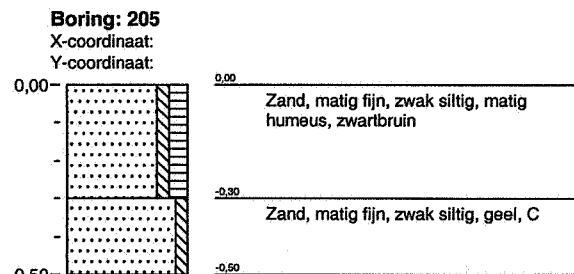 Boring: 205
X-coordinaat:
Y-coordinaat:
0,00
0,00
Zand, matig fijn, zwak siltig, matig
humeus, zwartbruin
-0,30
Zand, matig fijn, zwak siltig, geel, C
-0,50